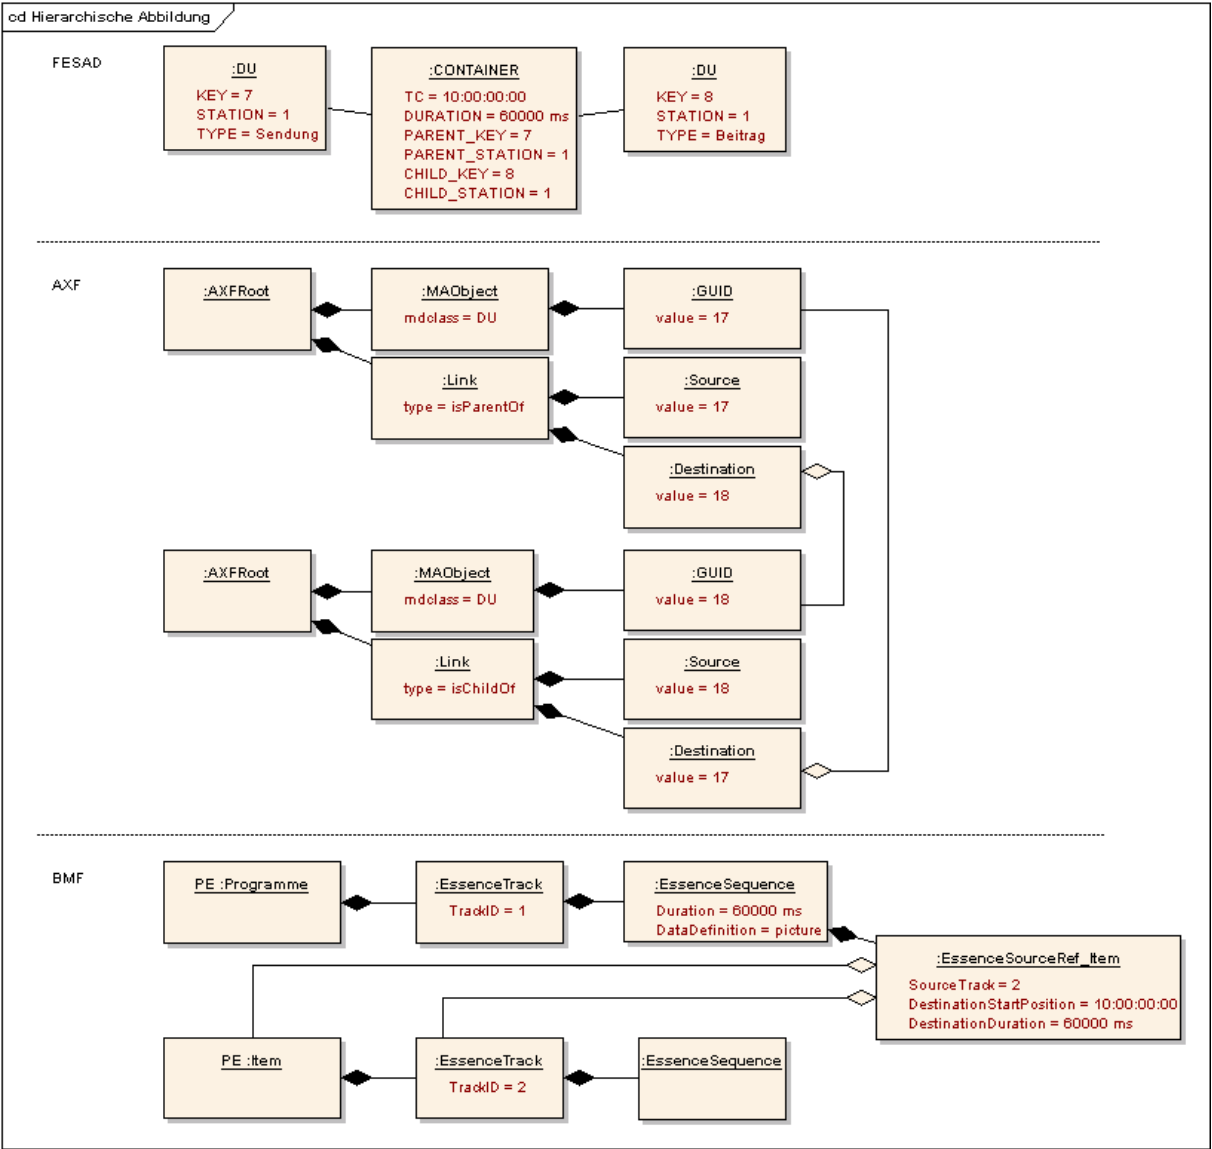 cd Hierarchische Abbildung
FESAD
:DU
KEY = 7
STATION = 1
TYPE = Sendung
:CONTAINER
TC = 10:00:00:00
DURATION = 60000 ms
PARENT_KEY = 7
PARENT_STATION = 1
CHILD_KEY = 8
CHILD_STATION = 1
:DU
KEY = 8
STATION = 1
TYPE = Beitrag
AXF
:AXFRoot
:MAObject
mdclass = DU
:GUID
value = 17
:Link
type = isParentOf
:Source
value = 17
:Destination
value = 18
:AXFRoot
:MAObject
mdclass = DU
:GUID
value = 18
:Link
type = isChildOf
:Source
value = 18
:Destination
value = 17
BMF
PE :Programme
:EssenceTrack
TrackID = 1
:EssenceSequence
Duration = 60000 ms
DataDefinition = picture
:EssenceSourceRef_Item
SourceTrack = 2
DestinationStartPosition = 10:00:00:00
DestinationDuration = 60000 ms
PE :Item
:EssenceTrack
TrackID = 2
:EssenceSequence